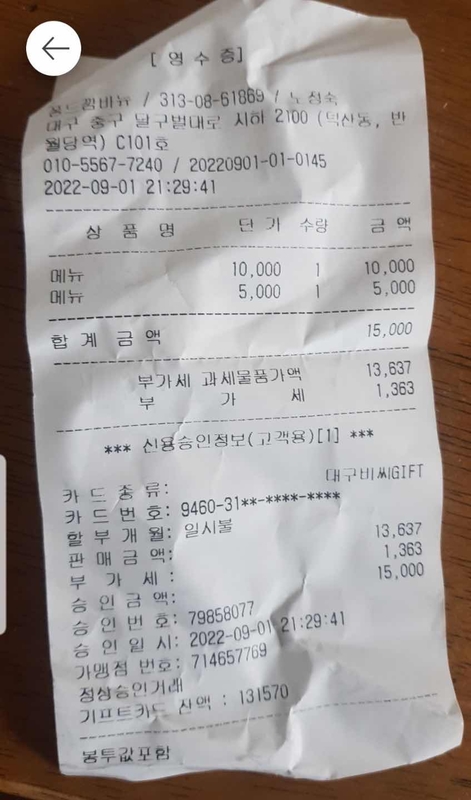 [ 영 수 증]
/ 313-08-61869 / 노정숙
대구 중구 달구벌대로 지하 2100 (덕산동, 반
월당역) C101호
010-5567-7240 / 20220901-01-0145
2022-09-01 21:29:41
상 품 명 단 가 수량 금 액
메뉴 10,000 1 10,000
메뉴 5,000 1 5,000
합 계 금 액 15,000
부가세 과세물품가액 13,637
부 가 세 1,363
*** 신용승인정보(고객용)[1] ***
카 드 종 류: 대구비씨GIFT
카 드 번 호: 9460-31**-****-****
할 부 개 월: 일시불
판 매 금 액: 13,637
부 가 세 : 1,363
승 인 금 액: 15,000
승 인 번 호: 79858077
승 인 일 시: 2022-09-01 21:29:41
가맹점 번호: 714657769
정상승인거래
기프트카드 잔액 : 131570
봉투값포함